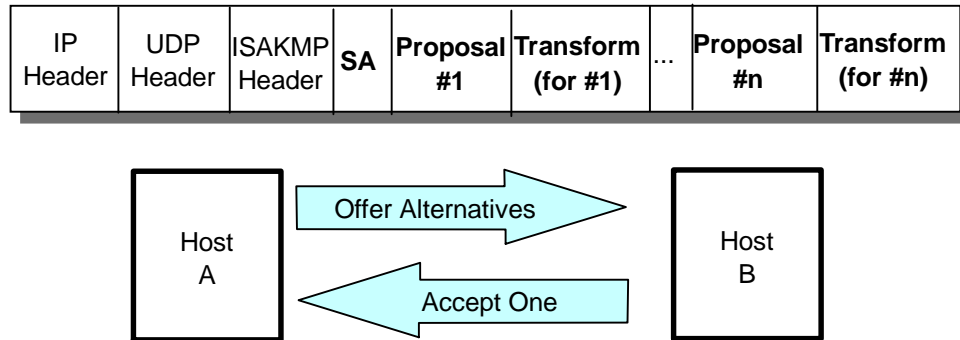 IP
Header
UDP
Header
ISAKMP
Header
SA
Proposal
#1
Transform
(for #1)
...
Proposal
#n
Transform
(for #n)
Host
A
Offer Alternatives
Accept One
Host
B